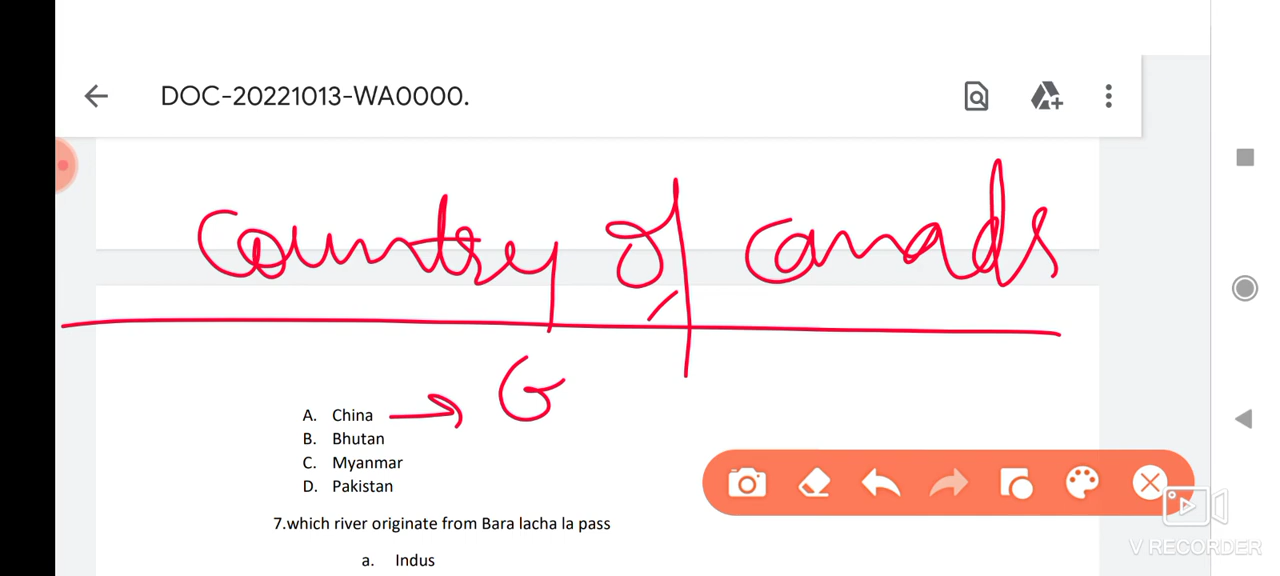 DOC-20221013-WA0000.
Country of canads
G
A. China
B. Bhutan
C. Myanmar
D. Pakistan
7.which river originate from Bara lacha la pass
a. Indus
V RECORDER